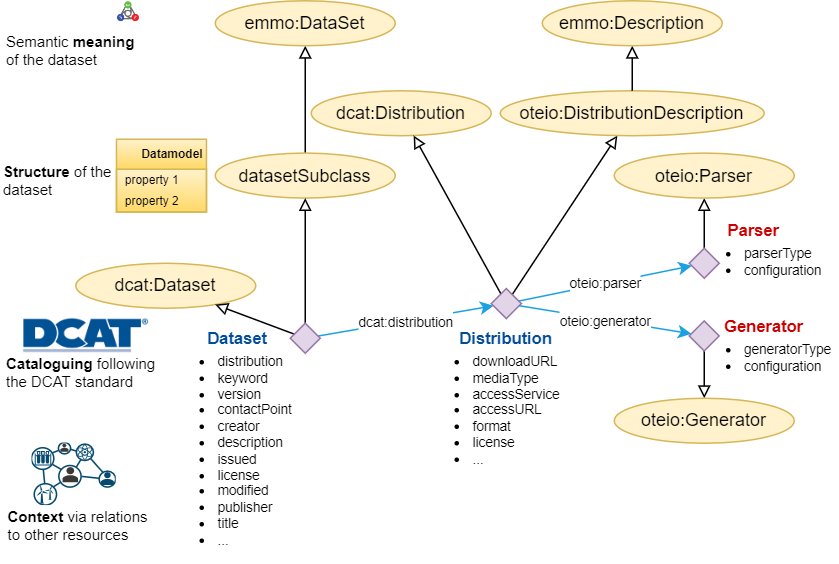 Semantic meaning
of the dataset
emmo:DataSet
emmo:Description
dcat:Distribution
oteio:DistributionDescription
Structure of the
dataset
Datamodel
property 1
property 2
datasetSubclass
oteio:Parser
Parser
• parserType
• configuration
dcat:Dataset
oteio:parser
dcat:distribution
oteio:generator
DCAT®
Cataloguing following
the DCAT standard
Dataset
• distribution
• keyword
• version
• contactPoint
• creator
• description
• issued
• license
• modified
• publisher
• title
• ...
Distribution
• downloadURL
• mediaType
• accessService
• accessURL
• format
• license
• ...
Generator
• generatorType
• configuration
oteio:Generator
Context via relations
to other resources